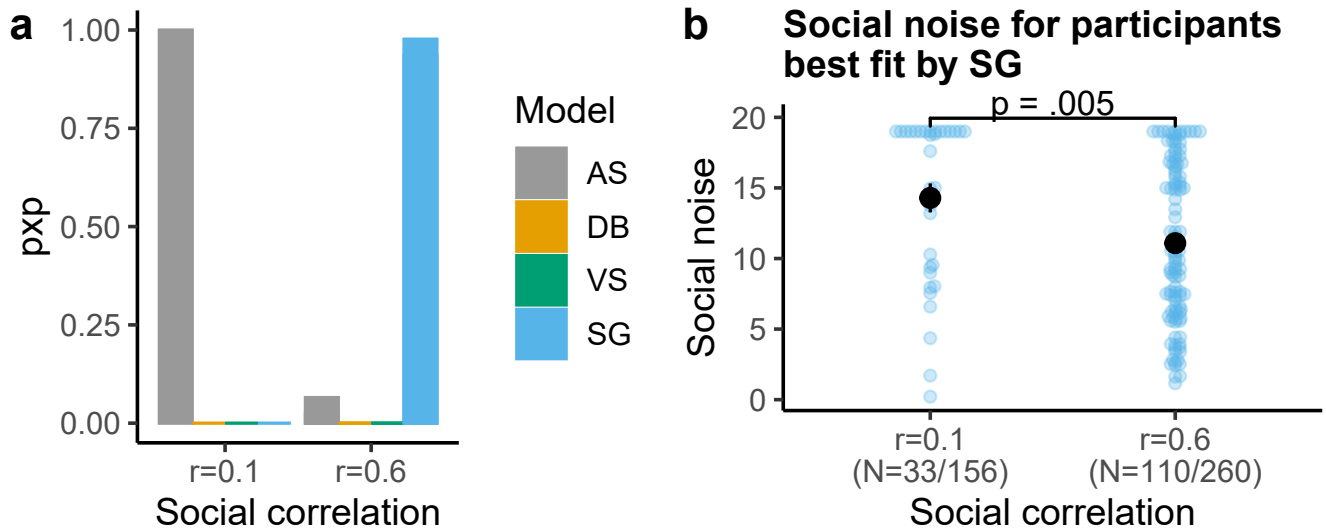 a
1.00
0.75
0.50
0.25
0.00
pxp
r=0.1
r=0.6
Social correlation
Model
AS
DB
VS
SG
b
Social noise for participants
best fit by SG
p = .005
20
15
10
5
0
Social noise
r=0.1
(N=33/156)
r=0.6
(N=110/260)
Social correlation